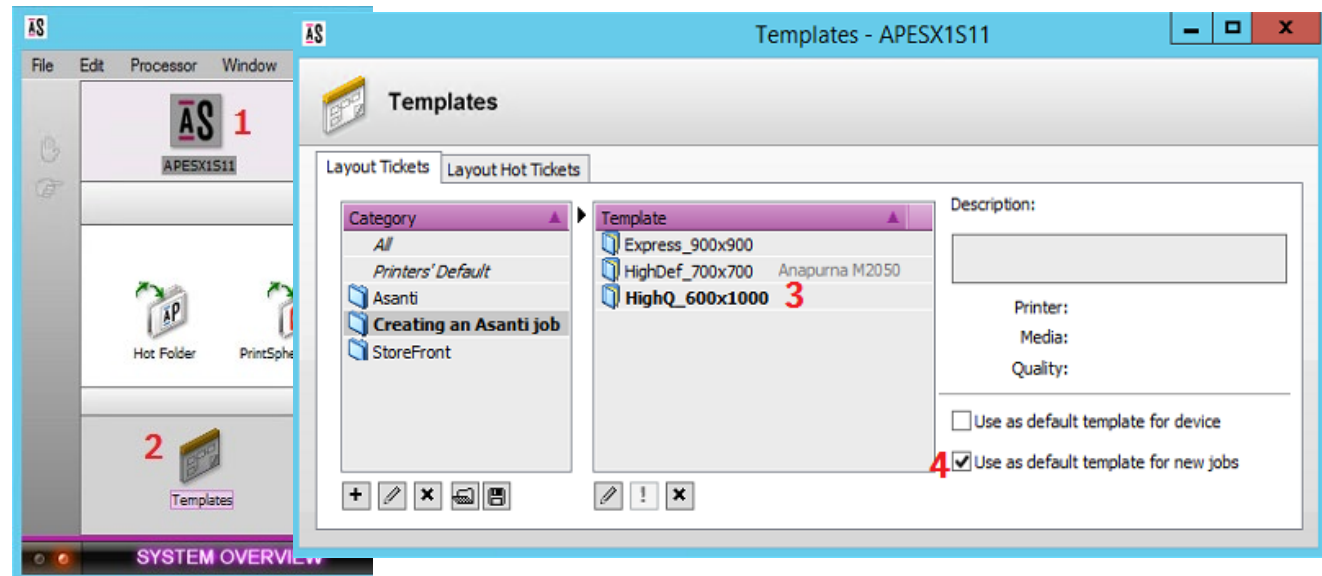 AS
File Edit Processor Window
AS 1
APESX1S11
Hot Folder
2
Templates
SYSTEM OVERVIEW
AS Templates - APESX1S11
Templates
Layout Tickets Layout Hot Tickets
Category
All
Printers' Default
Asanti
Creating an Asanti job
StoreFront
Template
Express_900x900
HighDef_700x700 Anapurna M2050
HighQ_600x1000 3
Description:
Printer:
Media:
Quality:
Use as default template for device
4 Use as default template for new jobs